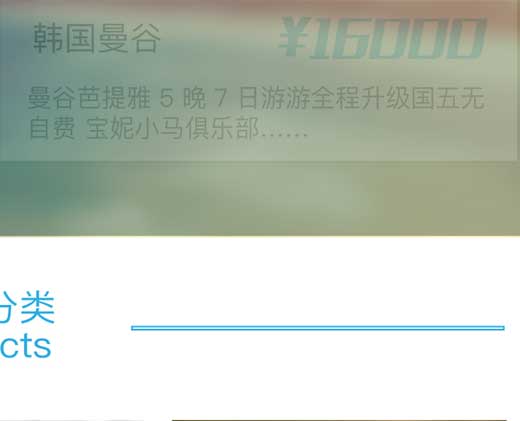 韩国曼谷
¥16000
曼谷芭提雅 5 晚 7 日游游全程升级国五无
自费 宝妮小马俱乐部……
分类
cts